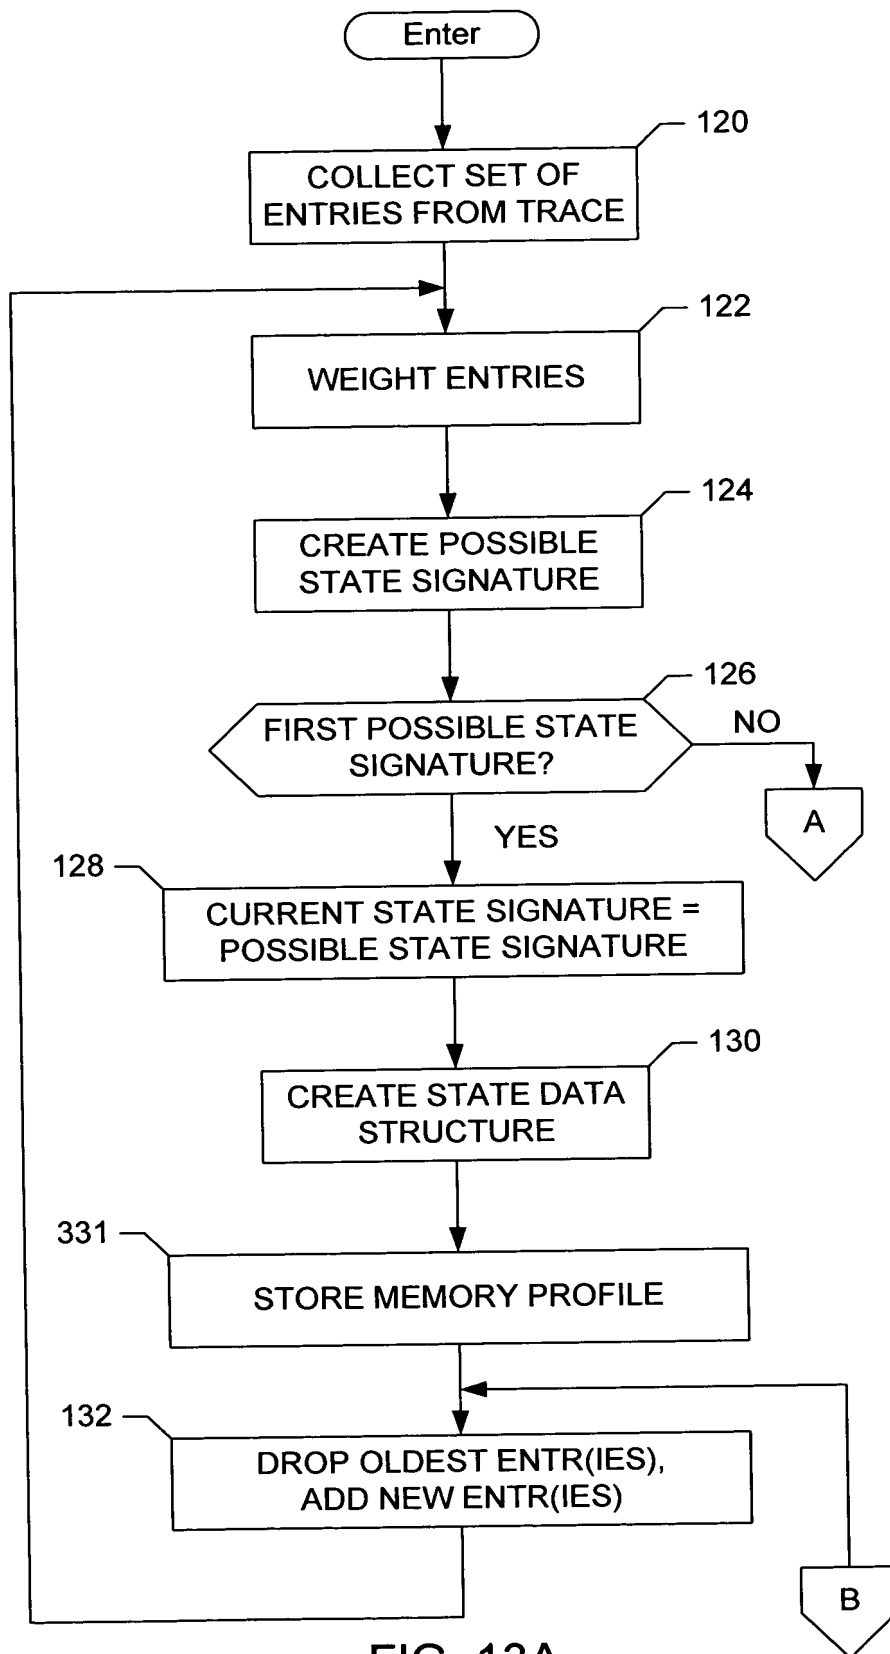 Enter
120
COLLECT SET OF
ENTRIES FROM TRACE
122
WEIGHT ENTRIES
124
CREATE POSSIBLE
STATE SIGNATURE
126
FIRST POSSIBLE STATE
SIGNATURE?
NO
A
YES
128
CURRENT STATE SIGNATURE =
POSSIBLE STATE SIGNATURE
130
CREATE STATE DATA
STRUCTURE
331
STORE MEMORY PROFILE
132
DROP OLDEST ENTR(IES),
ADD NEW ENTR(IES)
B
FIG. 13A